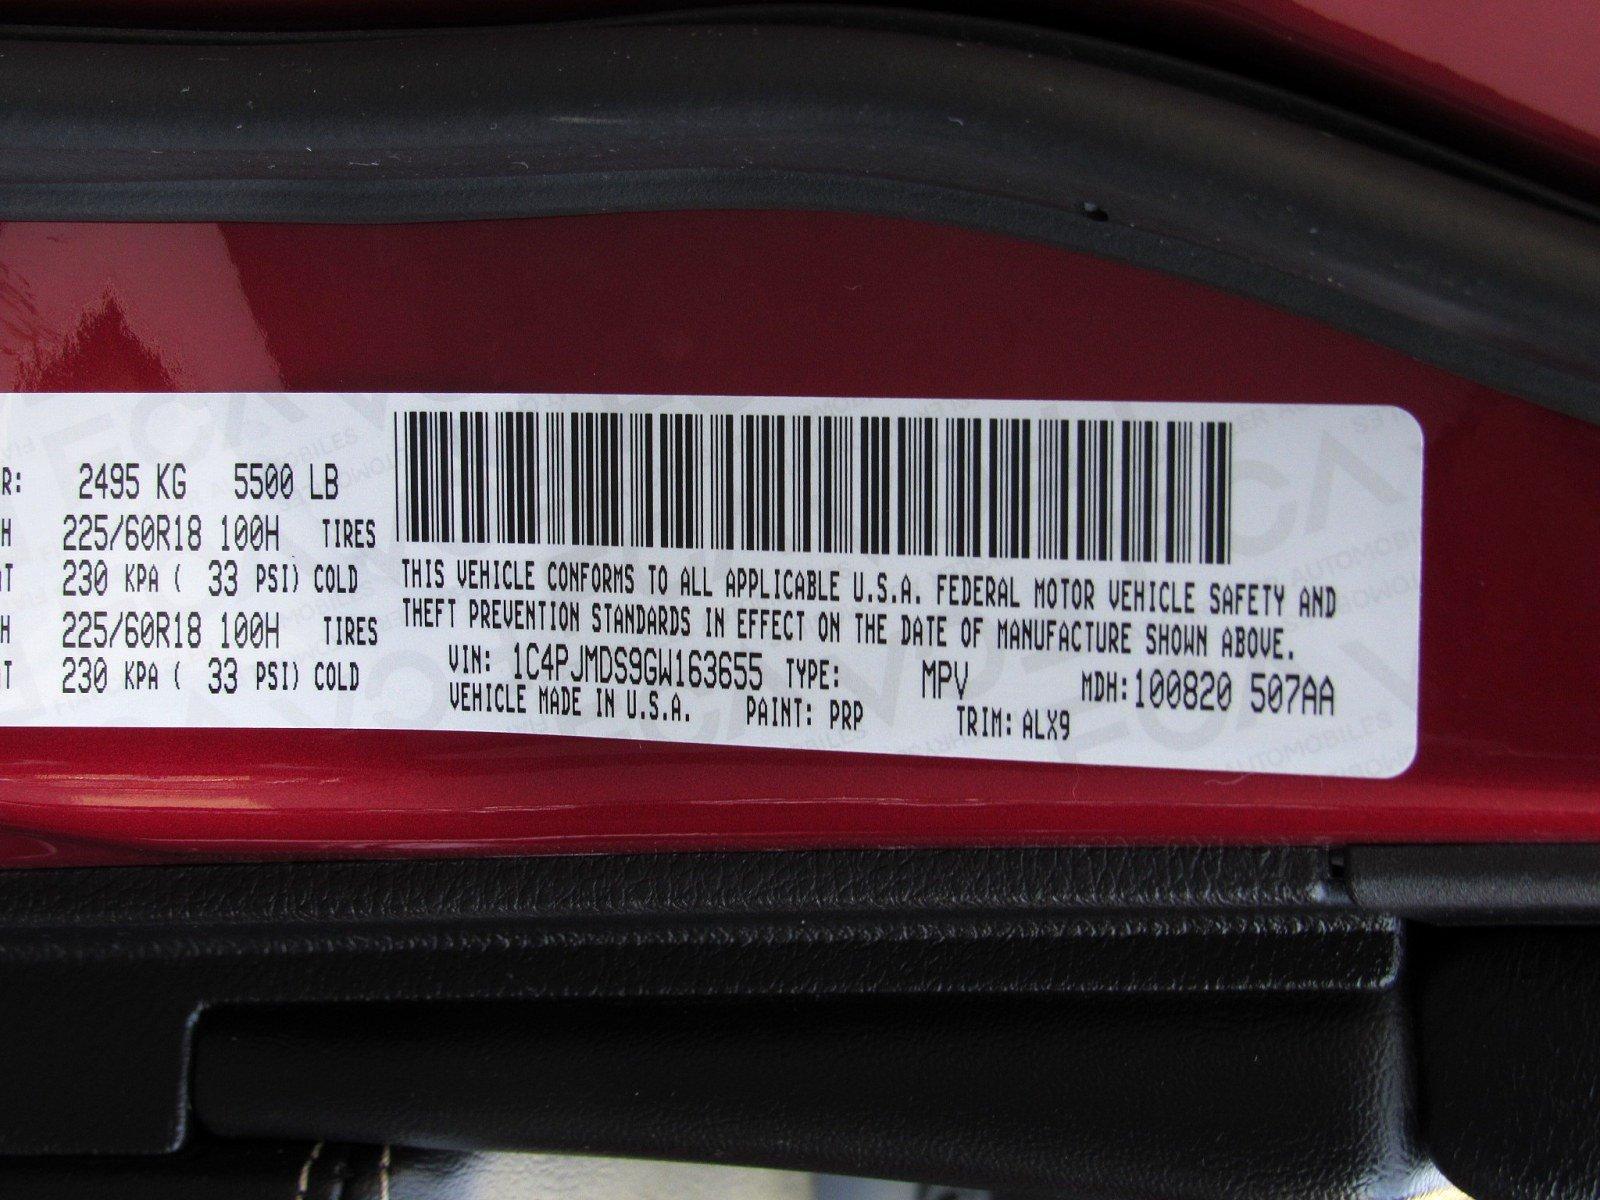 R: 2495 KG 5500 LB
H 225/60R18 100H TIRES
AT 230 KPA ( 33 PSI) COLD
H 225/60R18 100H TIRES
AT 230 KPA ( 33 PSI) COLD
THIS VEHICLE CONFORMS TO ALL APPLICABLE U.S.A. FEDERAL MOTOR VEHICLE SAFETY AND
THEFT PREVENTION STANDARDS IN EFFECT ON THE DATE OF MANUFACTURE SHOWN ABOVE.
VIN: 1C4PJMDS9GW163655 TYPE: MPV MDH:100820 507AA
VEHICLE MADE IN U.S.A. PAINT: PRP TRIM: ALX9